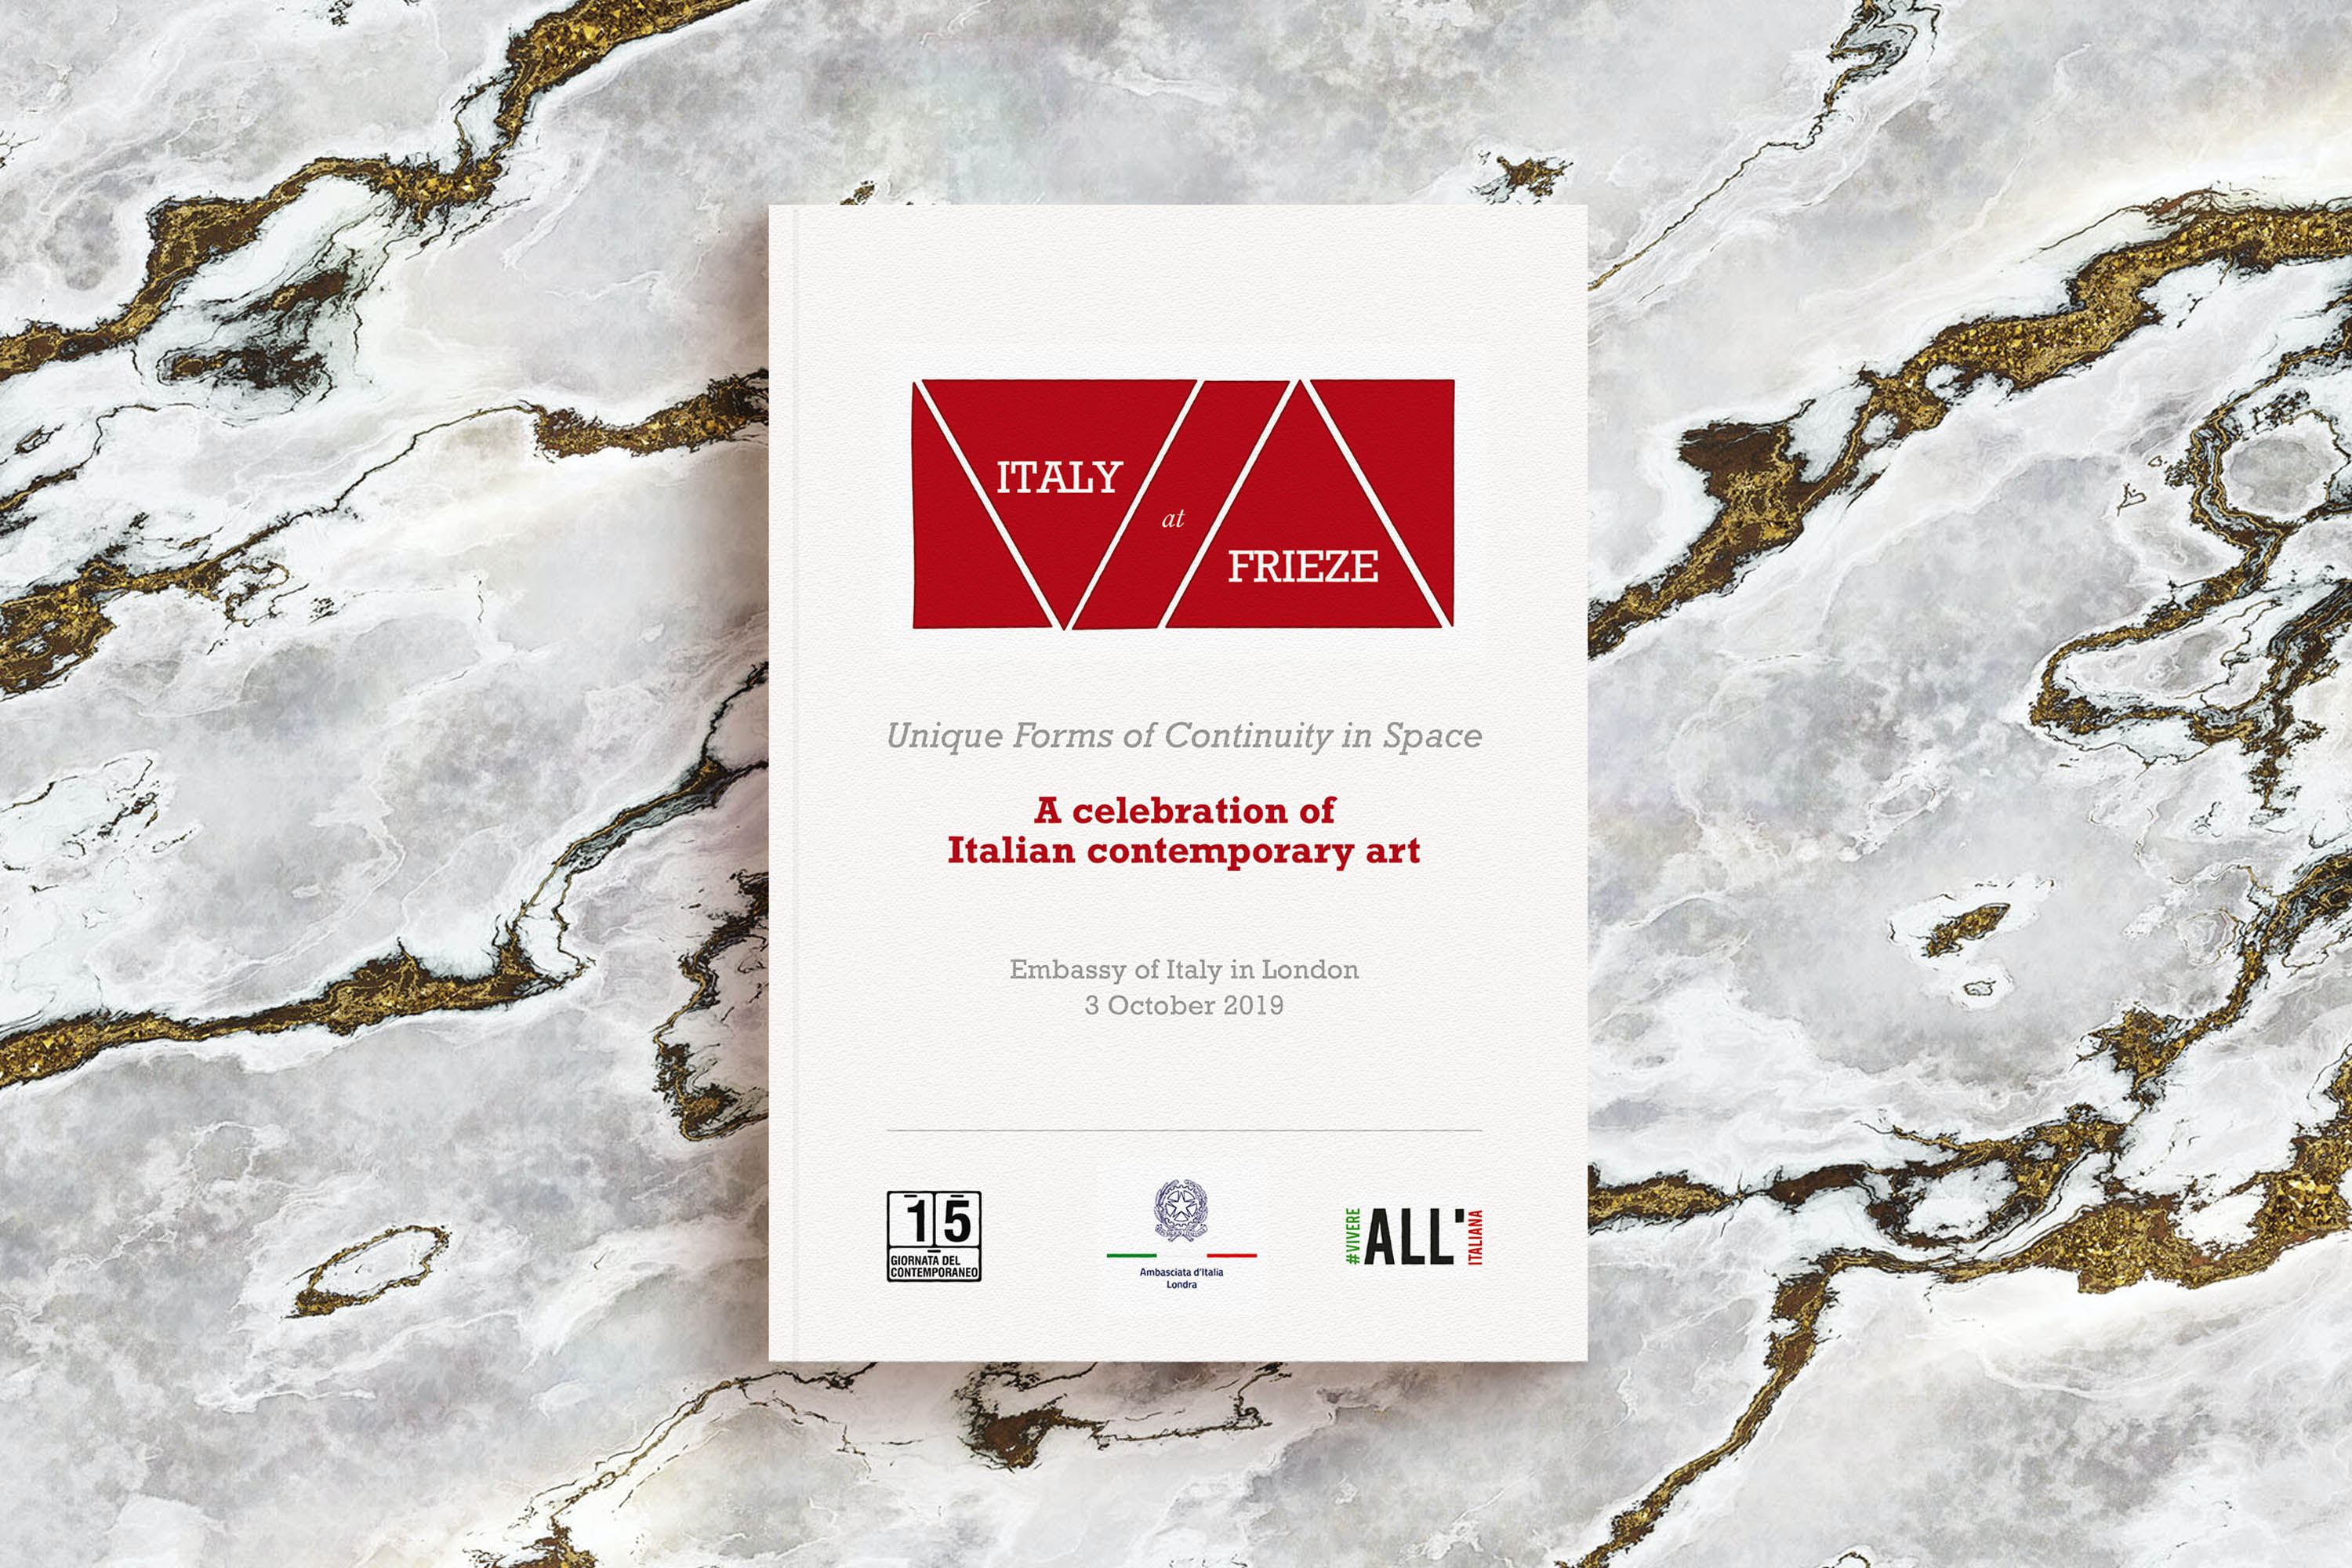 ITALY
at
FRIEZE
Unique Forms of Continuity in Space
A celebration of
Italian contemporary art
Embassy of Italy in London
3 October 2019
15
GIORNATA DEL
CONTEMPORANEO
Ambasciata d'Italia
Londra
#VIVERE
ALL'
ITALIANA